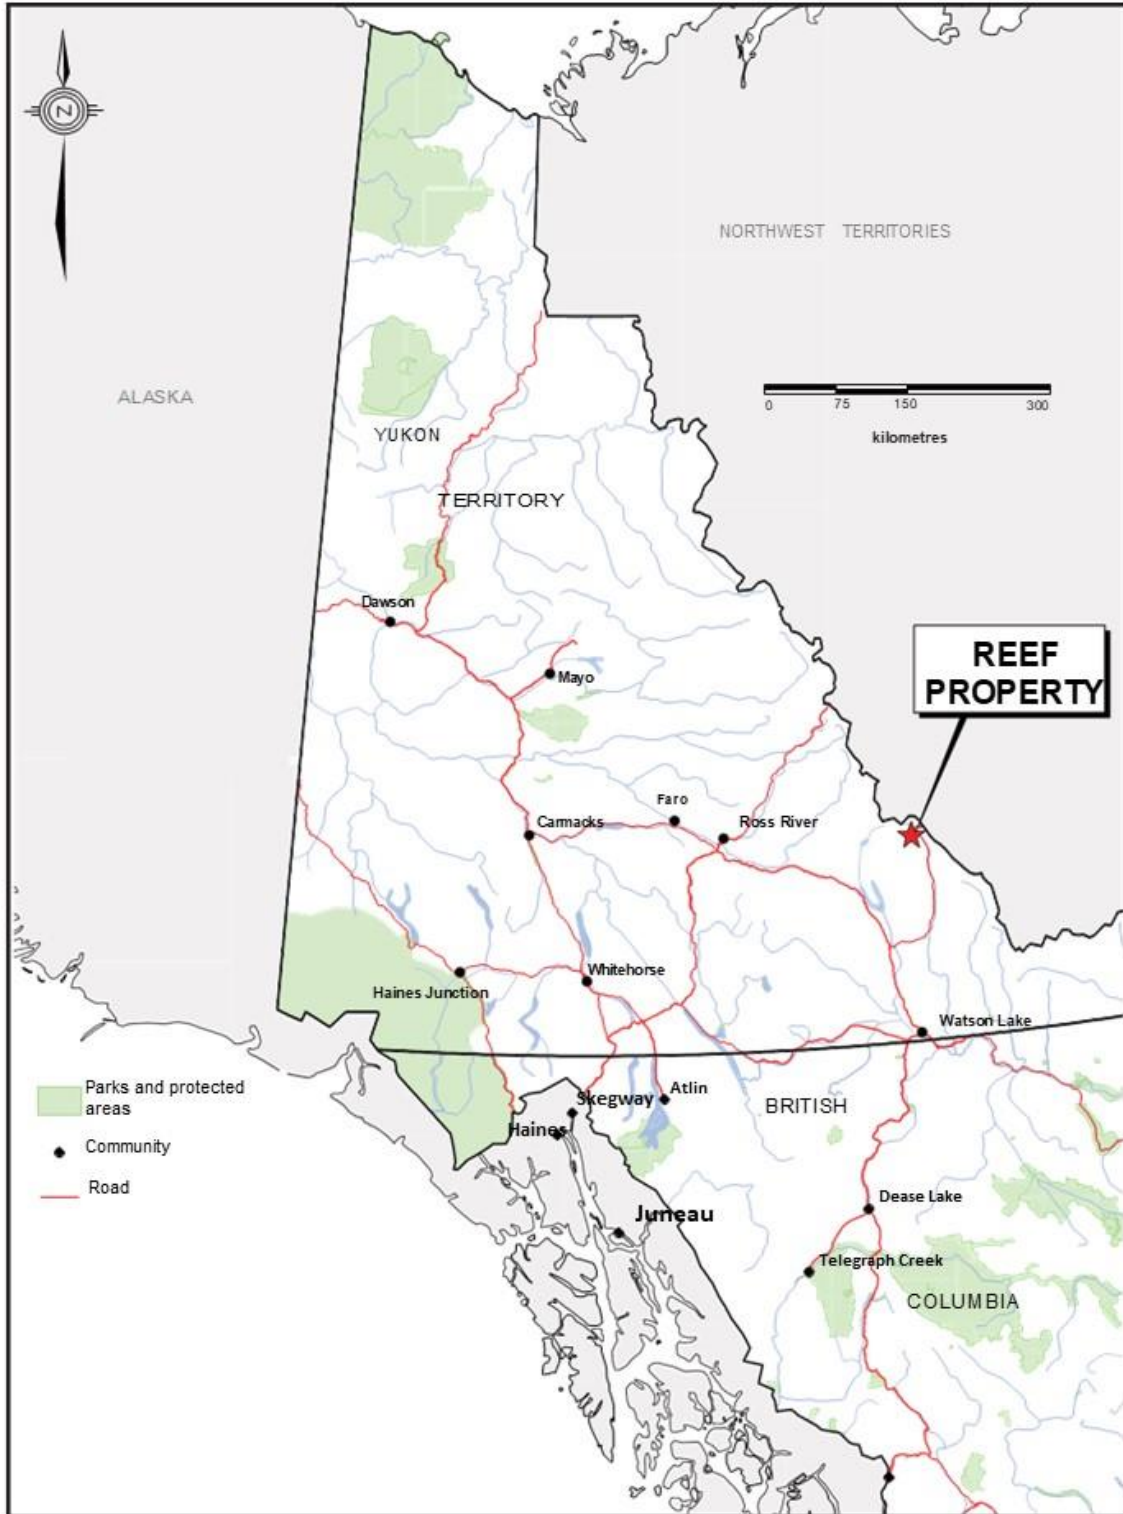 N
NORTHWEST TERRITORIES
ALASKA
0 75 150 300
kilometres
YUKON
TERRITORY
Dawson
REEF
PROPERTY
Mayo
Faro
Carmacks
Ross River
Whitehorse
Haines Junction
Watson Lake
Parks and protected
areas
Atlin
Skegway
BRITISH
Haines
Community
Road
Dease Lake
Juneau
Telegraph Creek
COLUMBIA